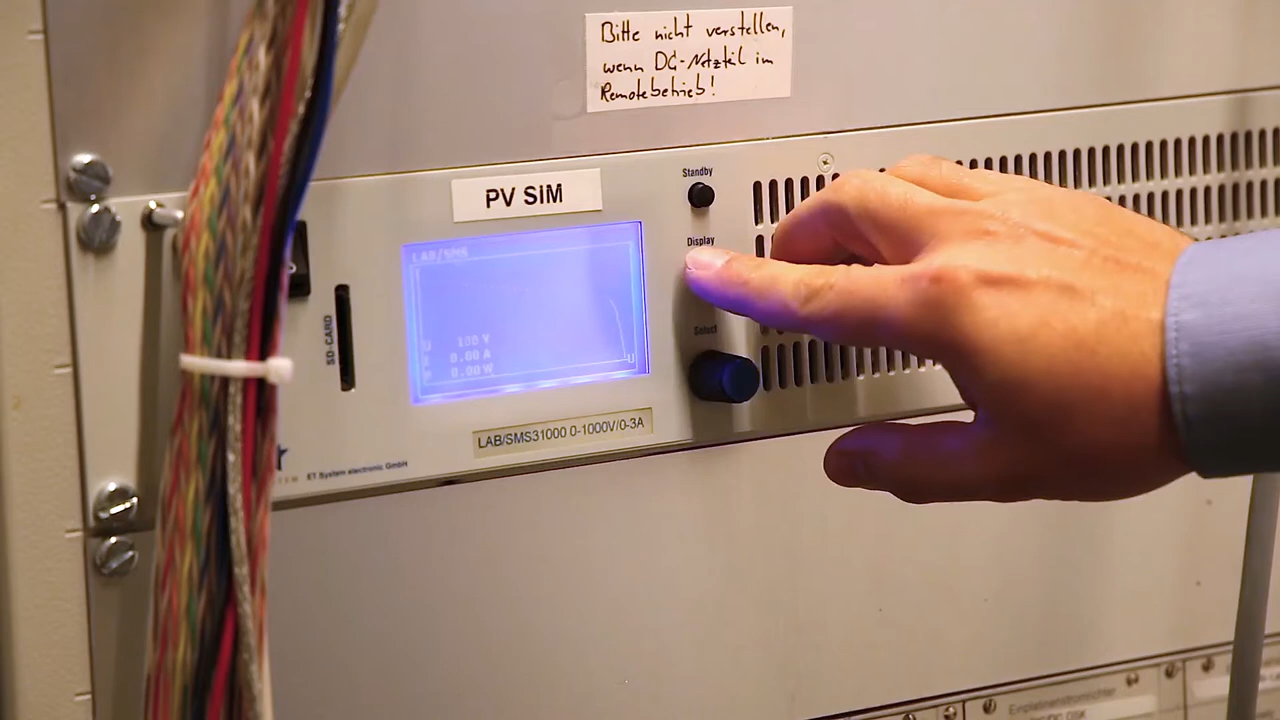 Bitte nicht verstellen,
wenn DC-Netzteil im
Remotebetrieb!
PV SiM
Standby
Display
Select
LAB/SMS
U 100 V
I 0.00 A
P 0.00 W
U
SD-CARD
LAB/SMS31000 0-1000V/0-3A
ET System electronic GmbH
Einplatinenstromrichter